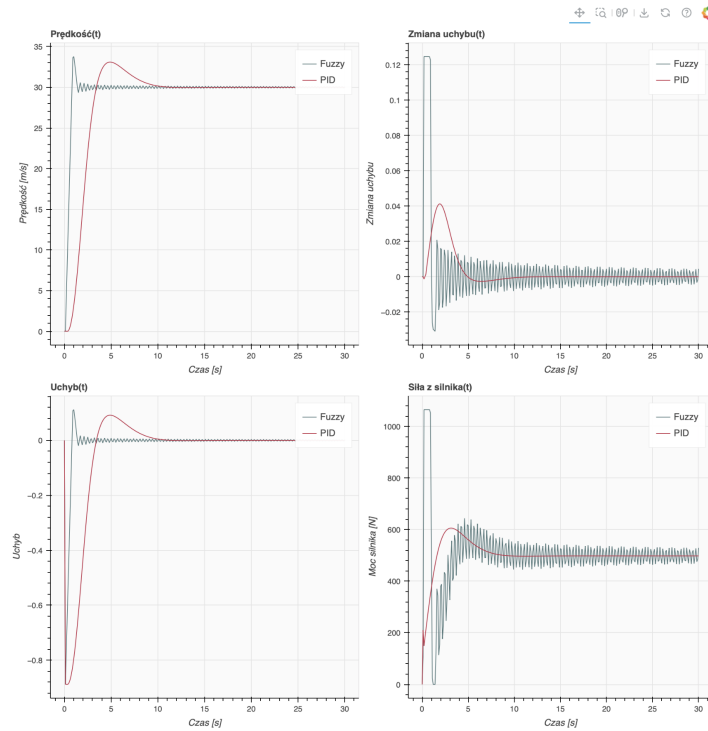 Prędkość(t)
Prędkość [m/s]
35
30
25
20
15
10
5
0
Fuzzy
PID
0
5
10
15
20
25
30
Czas [s]
Zmiana uchybu(t)
Zmiana uchybu
0.12
0.1
0.08
0.06
0.04
0.02
0
−0.02
Fuzzy
PID
0
5
10
15
20
25
30
Czas [s]
Uchyb(t)
Uchyb
0
−0.2
−0.4
−0.6
−0.8
Fuzzy
PID
0
5
10
15
20
25
30
Czas [s]
Siła z silnika(t)
Moc silnika [N]
1000
800
600
400
200
0
Fuzzy
PID
0
5
10
15
20
25
30
Czas [s]